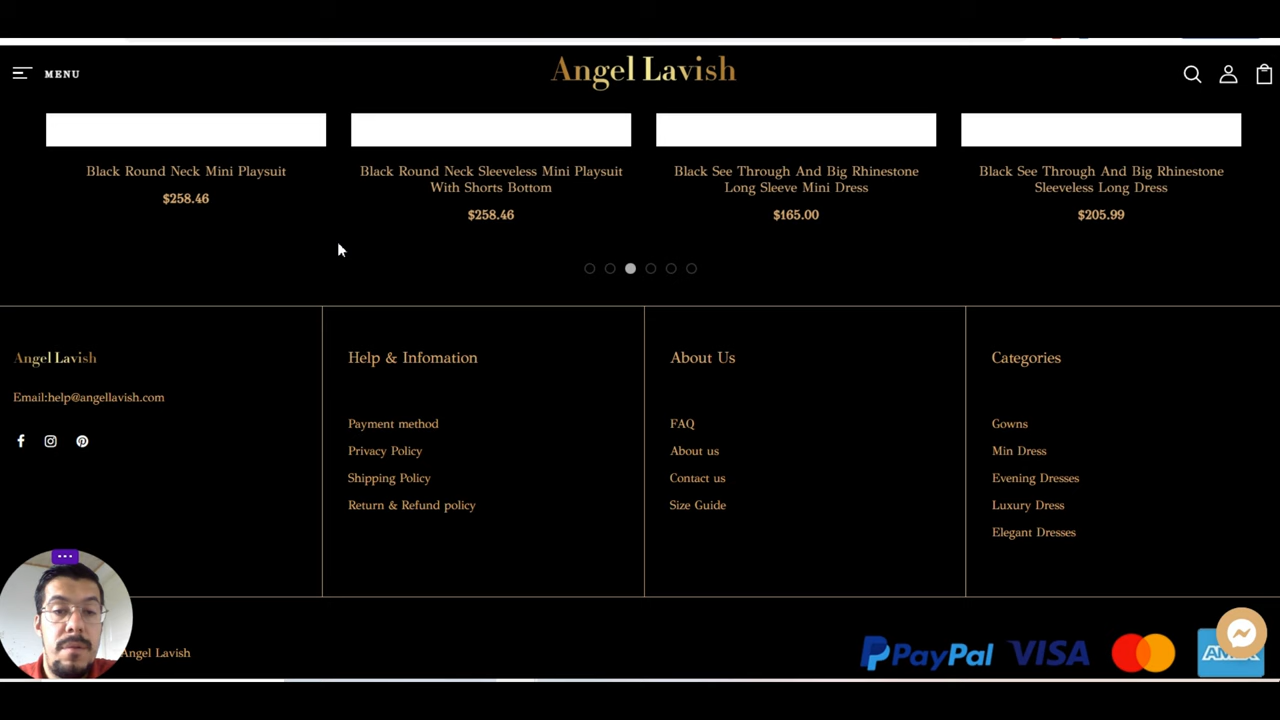 MENU
Angel Lavish
Black Round Neck Mini Playsuit
$258.46
Black Round Neck Sleeveless Mini Playsuit
With Shorts Bottom
$258.46
Black See Through And Big Rhinestone
Long Sleeve Mini Dress
$165.00
Black See Through And Big Rhinestone
Sleeveless Long Dress
$205.99
Angel Lavish
Email:help@angellavish.com
Help & Infomation
Payment method
Privacy Policy
Shipping Policy
Return & Refund policy
About Us
FAQ
About us
Contact us
Size Guide
Categories
Gowns
Min Dress
Evening Dresses
Luxury Dress
Elegant Dresses
Angel Lavish
PayPal
VISA